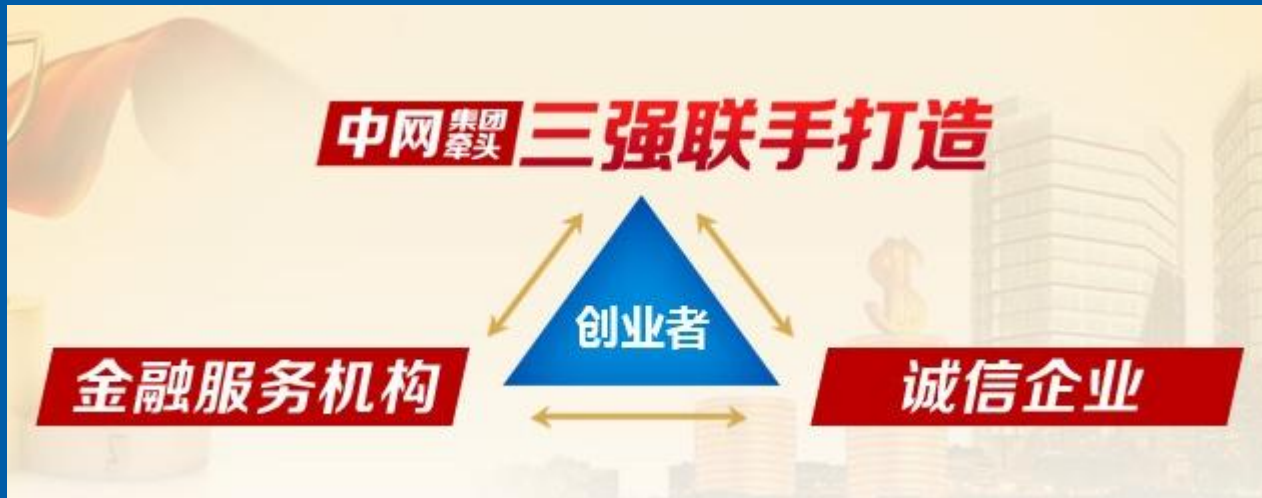 中网集团牵头三强联手打造
创业者
金融服务机构
诚信企业